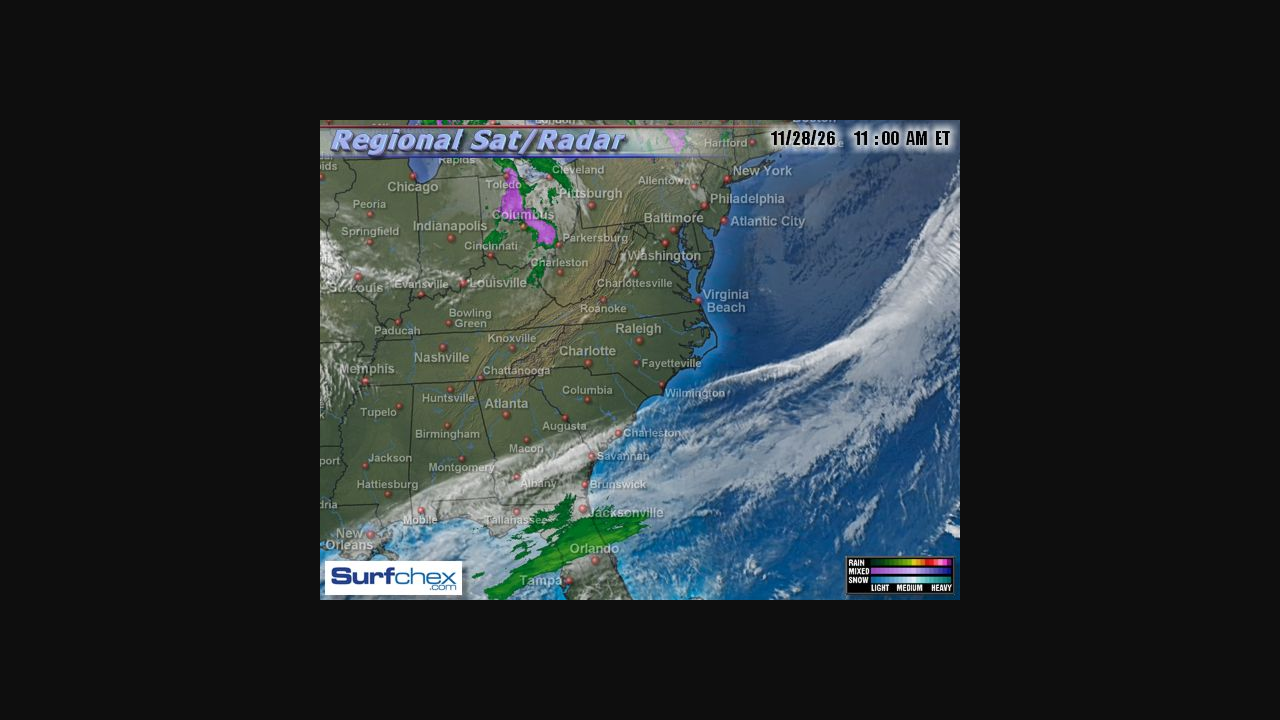 London
Boston
Regional Sat/Radar
11/28/26 11:00 AM ET
Hartford
Rapids
Cleveland
New York
Chicago
Toledo
Allentown
Pittsburgh
Philadelphia
Peoria
Columbus
Baltimore
Atlantic City
Indianapolis
Springfield
Parkersburg
Cincinnati
Washington
Charleston
St. Louis
Evansville
Louisville
Charlottesville
Virginia
Beach
Roanoke
Bowling
Green
Paducah
Raleigh
Knoxville
Nashville
Charlotte
Fayetteville
Memphis
Chattanooga
Huntsville
Columbia
Wilmington
Atlanta
Tupelo
Birmingham
Augusta
Charleston
Macon
Savannah
Jackson
Montgomery
Hattiesburg
Albany
Brunswick
Mobile
Tallahassee
Jacksonville
New
Orleans
Orlando
Tampa
Surfchex
.com
RAIN
MIXED
SNOW
LIGHT MEDIUM HEAVY